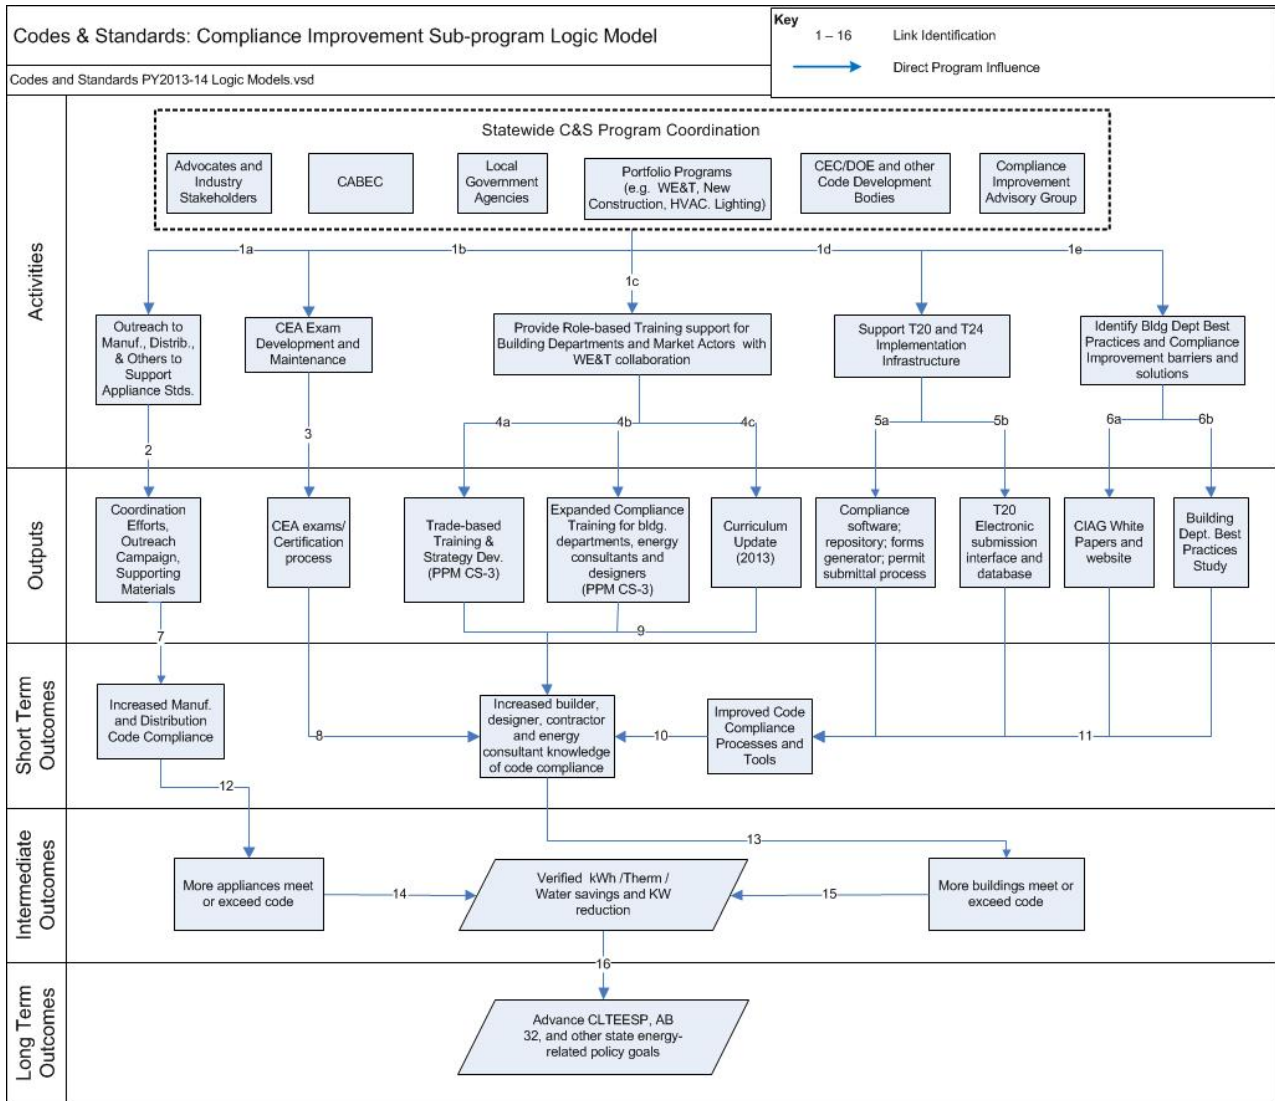 Codes & Standards: Compliance Improvement Sub-program Logic Model
Codes and Standards PY2013-14 Logic Models.vsd
Key
1 – 16 Link Identification
Direct Program Influence
Activities
Statewide C&S Program Coordination
Advocates and
Industry
Stakeholders
CABEC
Local
Government
Agencies
Portfolio Programs
(e.g. WE&T, New
Construction, HVAC. Lighting)
CEC/DOE and other
Code Development
Bodies
Compliance
Improvement
Advisory Group
1a
1b
1c
1d
1e
Outreach to
Manuf., Distrib.,
& Others to
Support
Appliance Stds.
CEA Exam
Development and
Maintenance
Provide Role-based Training support for
Building Departments and Market Actors with
WE&T collaboration
Support T20 and T24
Implementation
Infrastructure
Identify Bldg Dept Best
Practices and Compliance
Improvement barriers and
solutions
2
3
4a
4b
4c
5a
5b
6a
6b
Outputs
Coordination
Efforts,
Outreach
Campaign,
Supporting
Materials
CEA exams/
Certification
process
Trade-based
Training &
Strategy Dev.
(PPM CS-3)
Expanded Compliance
Training for bldg.
departments, energy
consultants and
designers
(PPM CS-3)
Curriculum
Update
(2013)
Compliance
software;
repository; forms
generator; permit
submittal process
T20
Electronic
submission
interface and
database
CIAG White
Papers and
website
Building
Dept. Best
Practices
Study
7
9
Short Term
Outcomes
Increased Manuf.
and Distribution
Code Compliance
8
Increased builder,
designer, contractor
and energy
consultant knowledge
of code compliance
10
Improved Code
Compliance
Processes and
Tools
11
12
13
Intermediate
Outcomes
More appliances meet
or exceed code
14
Verified kWh /Therm /
Water savings and KW
reduction
15
More buildings meet or
exceed code
16
Long Term
Outcomes
Advance CLTEESP, AB
32, and other state energy-
related policy goals